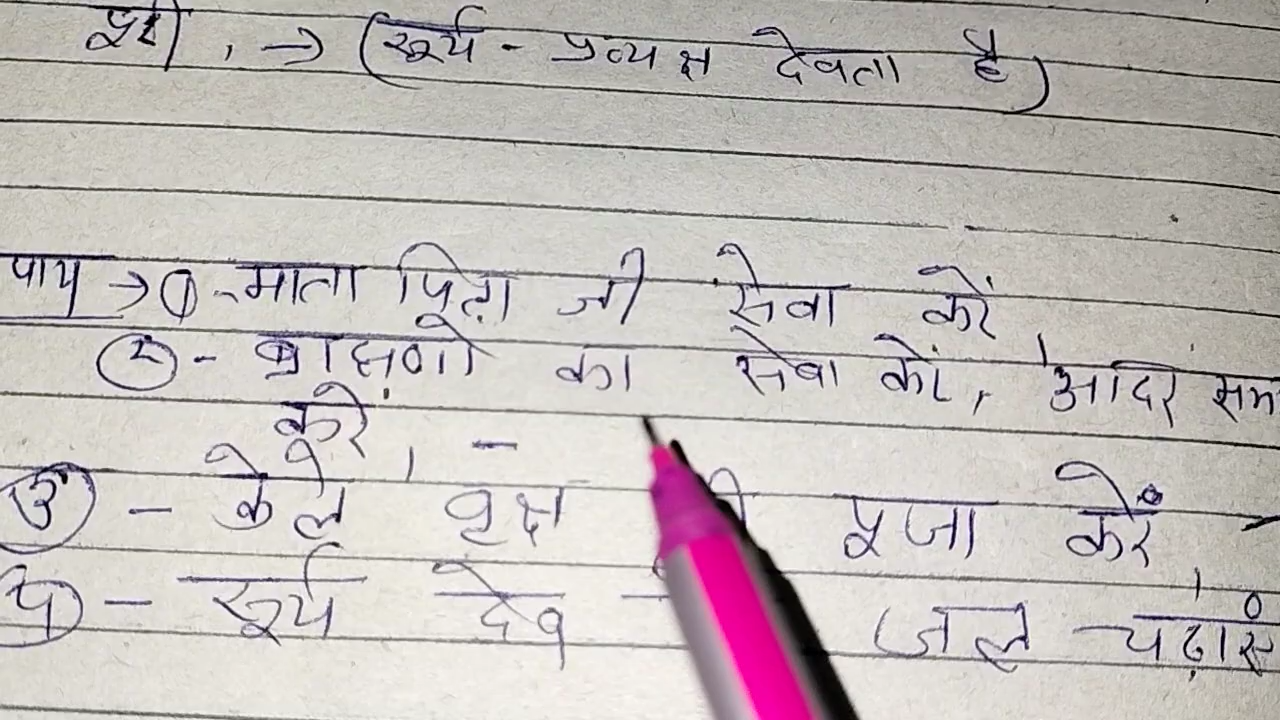 , → (सूर्य - प्रत्यक्ष देवता है)
पाय → ① - माता पिता जी सेवा करें,
② - ब्राह्मणो का सेवा करें, आदर सम
करें, -
③ - केले वृक्ष की पूजा करें
④ - सूर्य देव जल चढ़ाएं